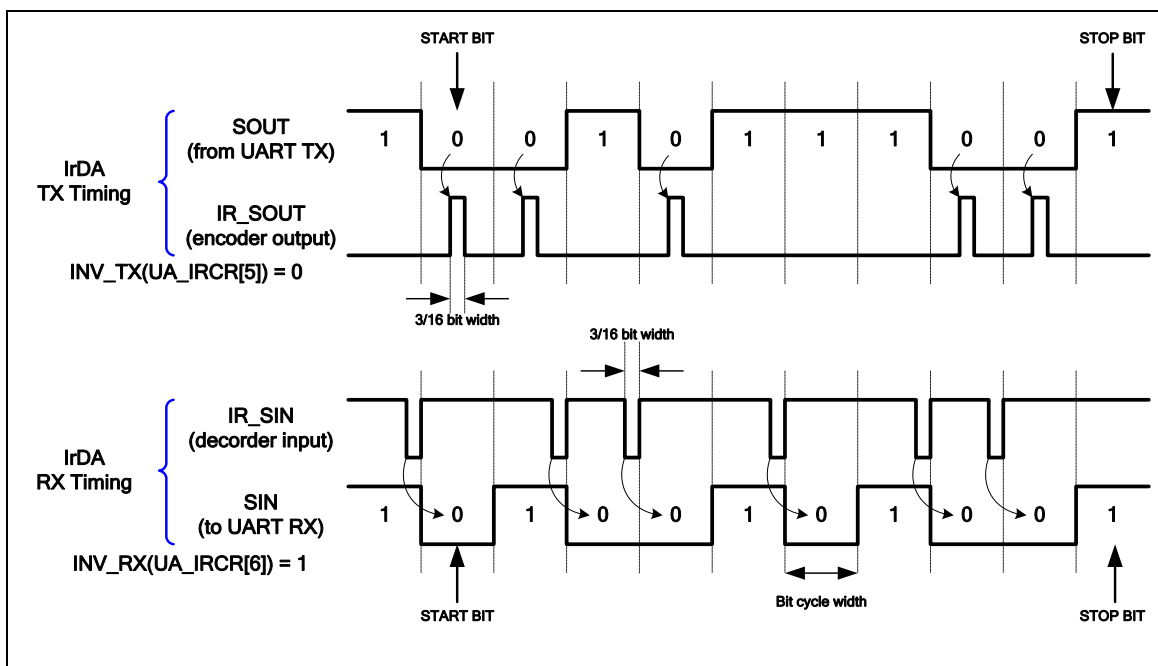 START BIT
STOP BIT
SOUT
(from UART TX)
1 0 0 1 0 1 1 1 0 0 1
IrDA
TX Timing
IR_SOUT
(encoder output)
INV_TX(UA_IRCR[5]) = 0
3/16 bit width
3/16 bit width
IR_SIN
(decorder input)
IrDA
RX Timing
SIN
(to UART RX)
1 0 1 0 0 1 0 1 0 0 1
INV_RX(UA_IRCR[6]) = 1
Bit cycle width
START BIT
STOP BIT